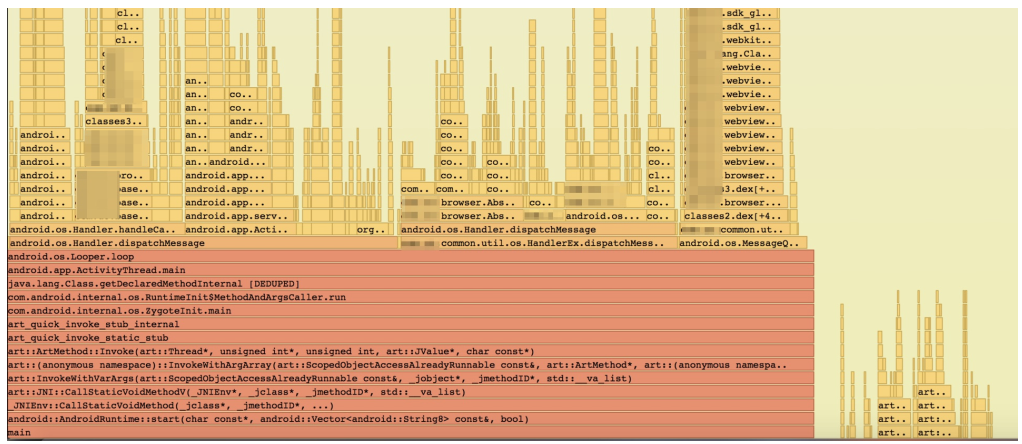 cl.. .sdk_gl..
cl.. .sdk_gl..
cl.. .webkit..
ang.Cla..
.webvie..
an.. .webvie..
an.. co.. .webvie..
an.. co.. webview..
classes3.. an.. andr.. co.. webview..
androi.. an.. andr.. co.. webview..
androi.. an.. android... co.. co.. co.. webview..
androi.. ro.. android.app... co.. co.. cl.. browser..
androi.. base.. android.app... com.. com.. co.. cl.. 3.dex[+..
androi.. base.. android.app... browser.Abs.. co.. co.. browser...
androi.. base.. android.app.serv.. browser.Abs.. android.os... co.. classes2.dex[+4..
android.os.Handler.handleCa.. android.app.Acti.. org.. android.os.Handler.dispatchMessage common.ut..
android.os.Handler.dispatchMessage common.util.os.HandlerEx.dispatchMess.. android.os.MessageQ..
android.os.Looper.loop
android.app.ActivityThread.main
java.lang.Class.getDeclaredMethodInternal [DEDUPED]
com.android.internal.os.RuntimeInit$MethodAndArgsCaller.run
com.android.internal.os.ZygoteInit.main
art_quick_invoke_stub_internal
art_quick_invoke_static_stub
art::ArtMethod::Invoke(art::Thread*, unsigned int*, unsigned int, art::JValue*, char const*)
art::(anonymous namespace)::InvokeWithArgArray(art::ScopedObjectAccessAlreadyRunnable const&, art::ArtMethod*, art::(anonymous namespa..
art::InvokeWithVarArgs(art::ScopedObjectAccessAlreadyRunnable const&, _jobject*, _jmethodID*, std::__va_list)
art::JNI::CallStaticVoidMethodV(_JNIEnv*, _jclass*, _jmethodID*, std::__va_list)
_JNIEnv::CallStaticVoidMethod(_jclass*, _jmethodID*, ...) art.. art..
android::AndroidRuntime::start(char const*, android::Vector<android::String8> const&, bool) art.. art..
main art.. art:..